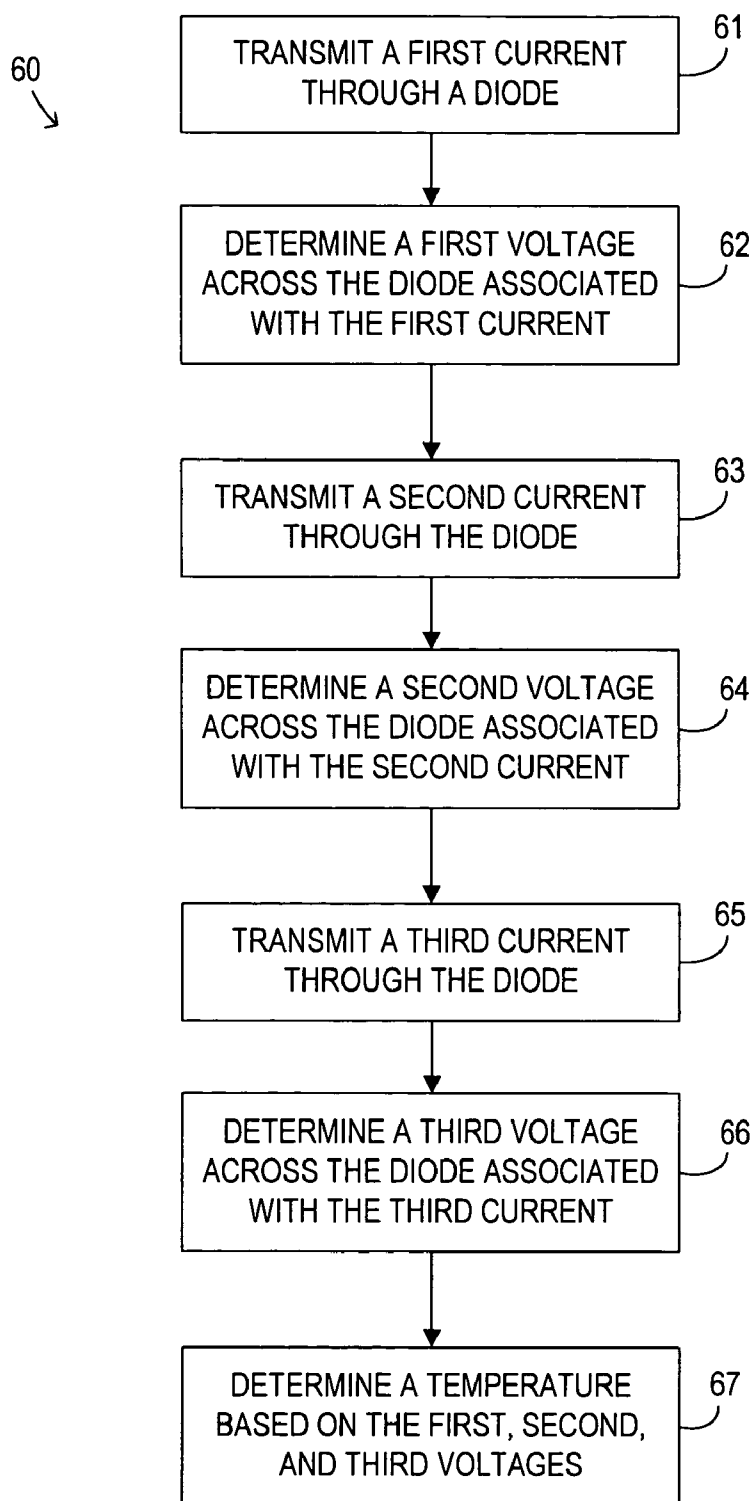 60
61
TRANSMIT A FIRST CURRENT
THROUGH A DIODE
62
DETERMINE A FIRST VOLTAGE
ACROSS THE DIODE ASSOCIATED
WITH THE FIRST CURRENT
63
TRANSMIT A SECOND CURRENT
THROUGH THE DIODE
64
DETERMINE A SECOND VOLTAGE
ACROSS THE DIODE ASSOCIATED
WITH THE SECOND CURRENT
65
TRANSMIT A THIRD CURRENT
THROUGH THE DIODE
66
DETERMINE A THIRD VOLTAGE
ACROSS THE DIODE ASSOCIATED
WITH THE THIRD CURRENT
67
DETERMINE A TEMPERATURE
BASED ON THE FIRST, SECOND,
AND THIRD VOLTAGES